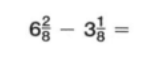 6 2/8 − 3 1/8 =